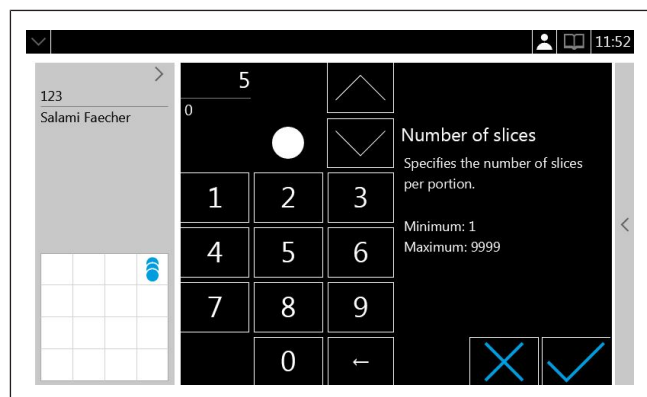 11:52
123
Salami Faecher
5
0
1 2 3
4 5 6
7 8 9
0 ←
Number of slices
Specifies the number of slices
per portion.
Minimum: 1
Maximum: 9999